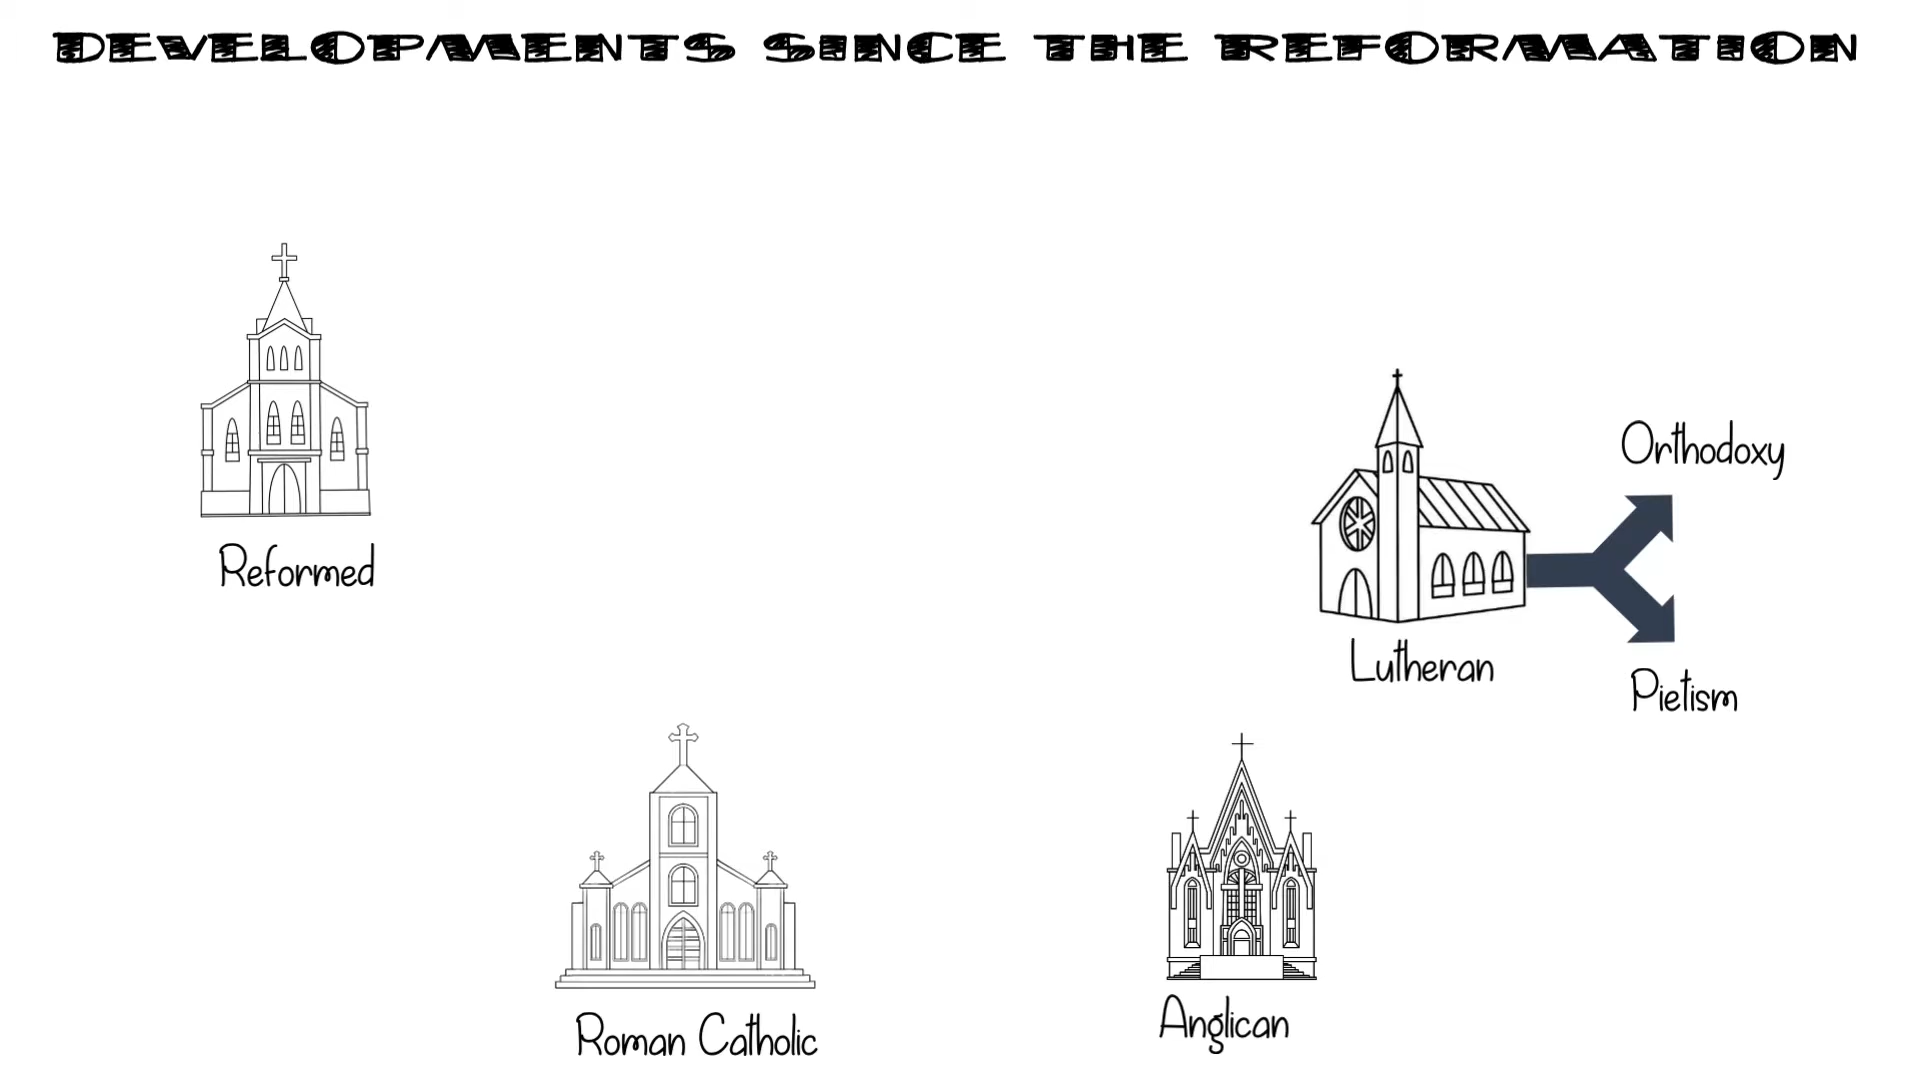 DEVELOPMENTS SINCE THE REFORMATION
Orthodoxy
Reformed
Lutheran
Pietism
Roman Catholic
Anglican